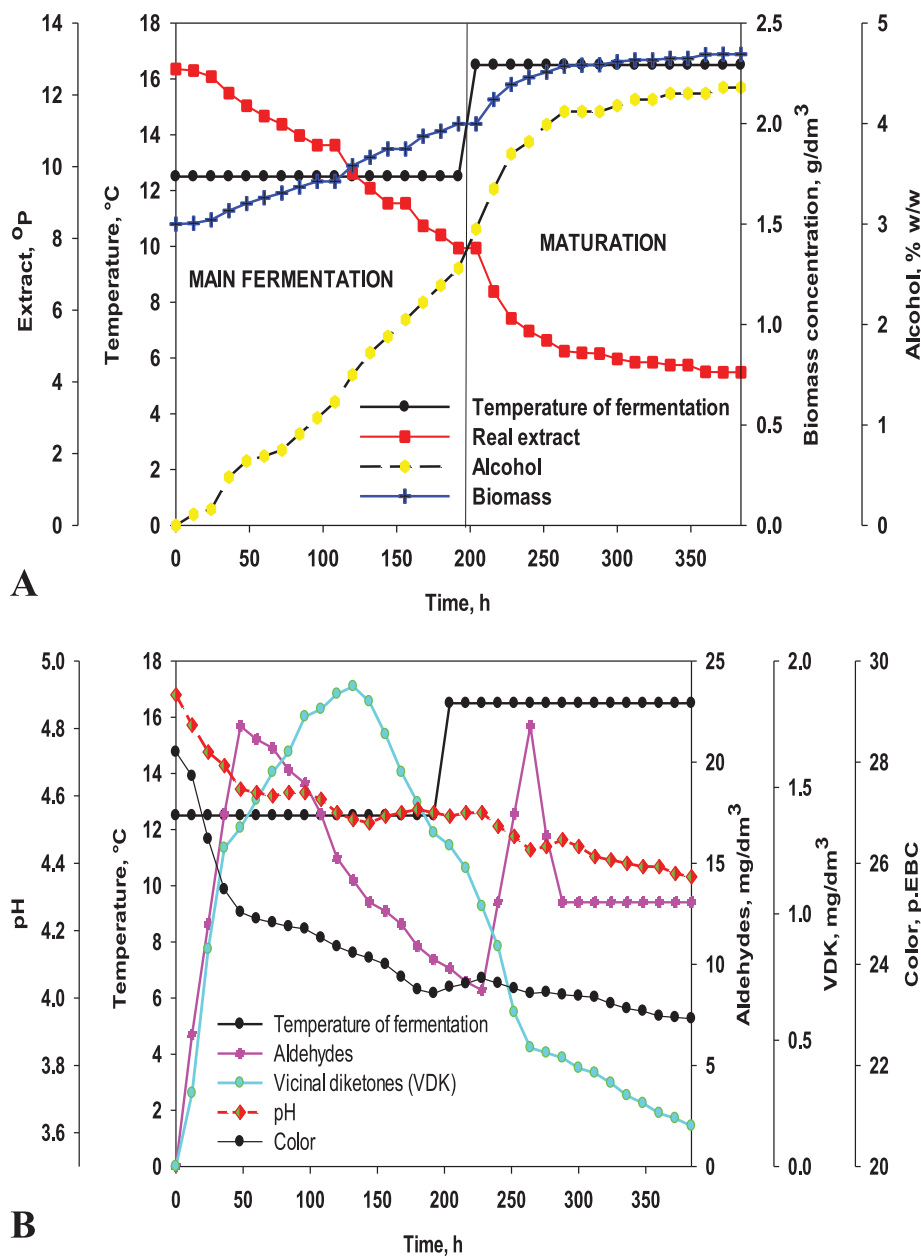 Extract, °P
14
12
10
8
6
4
2
0
Temperature, °C
18
16
14
12
10
8
6
4
2
0
MAIN FERMENTATION
MATURATION
Temperature of fermentation
Real extract
Alcohol
Biomass
Biomass concentration, g/dm3
2.5
2.0
1.5
1.0
0.5
0.0
Alcohol, % w/w
5
4
3
2
1
0
0 50 100 150 200 250 300 350
Time, h
A
pH
5.0
4.8
4.6
4.4
4.2
4.0
3.8
3.6
Temperature, °C
18
16
14
12
10
8
6
4
2
0
Temperature of fermentation
Aldehydes
Vicinal diketones (VDK)
pH
Color
Aldehydes, mg/dm3
25
20
15
10
5
0
VDK, mg/dm3
2.0
1.5
1.0
0.5
0.0
Color, p.EBC
30
28
26
24
22
20
0 50 100 150 200 250 300 350
Time, h
B